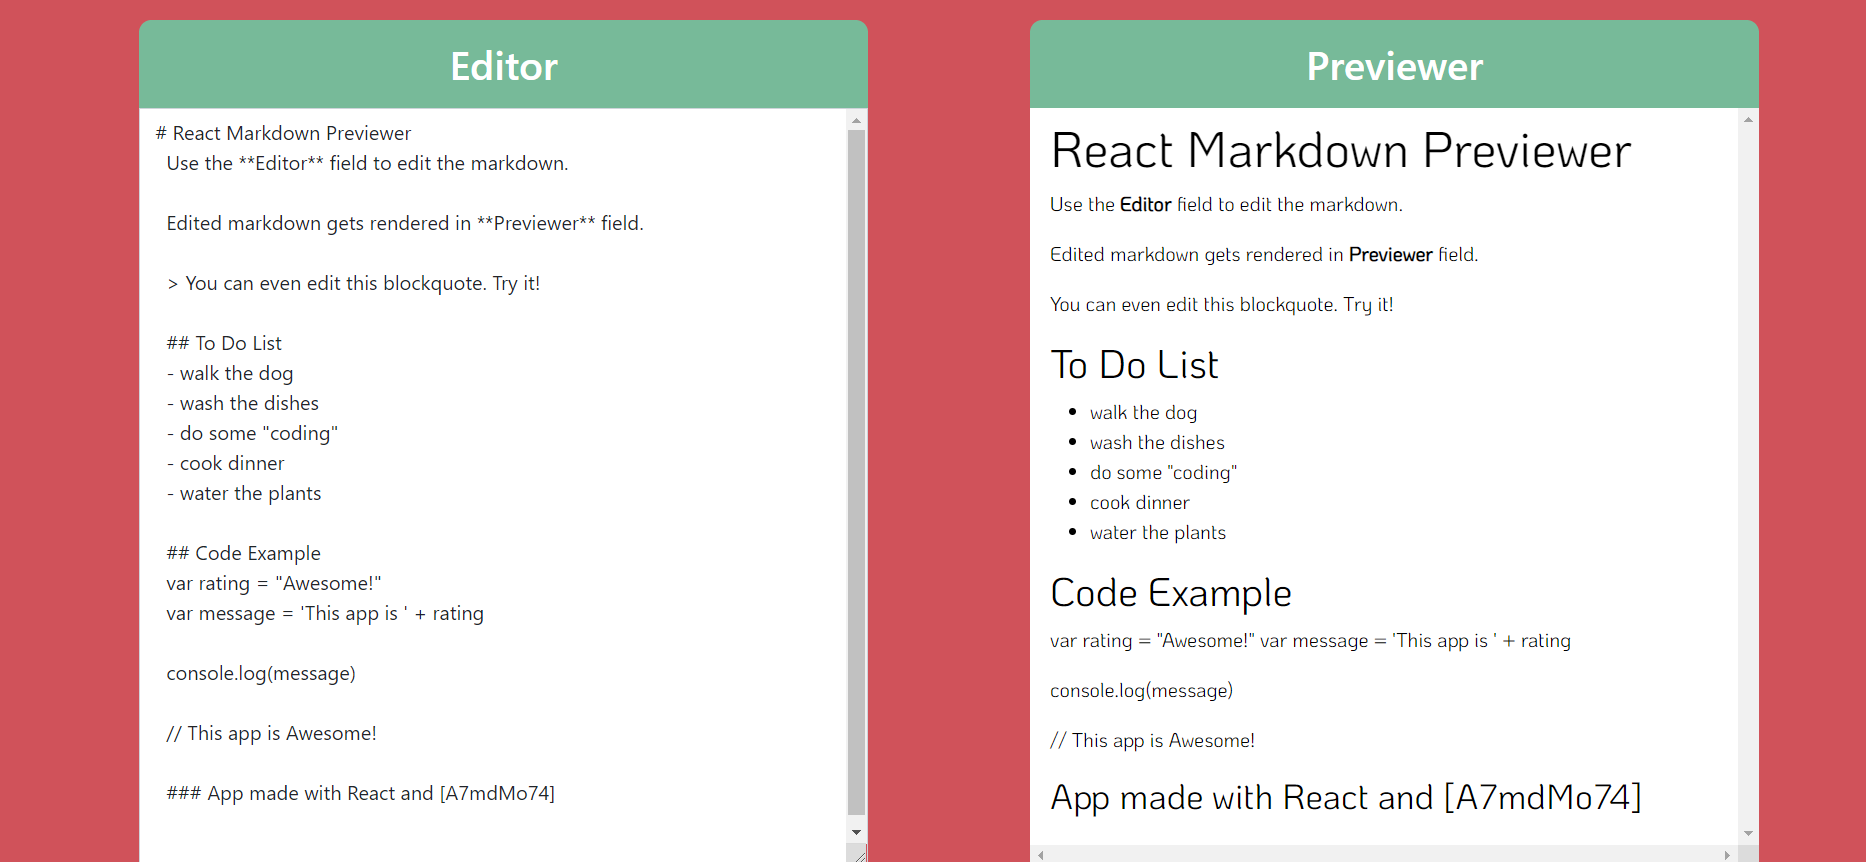 Editor
# React Markdown Previewer
Use the **Editor** field to edit the markdown.
Edited markdown gets rendered in **Previewer** field.
> You can even edit this blockquote. Try it!
## To Do List
- walk the dog
- wash the dishes
- do some "coding"
- cook dinner
- water the plants
## Code Example
var rating = "Awesome!"
var message = 'This app is ' + rating
console.log(message)
// This app is Awesome!
### App made with React and [A7mdMo74]
Previewer
React Markdown Previewer
Use the Editor field to edit the markdown.
Edited markdown gets rendered in Previewer field.
You can even edit this blockquote. Try it!
To Do List
• walk the dog
• wash the dishes
• do some "coding"
• cook dinner
• water the plants
Code Example
var rating = "Awesome!" var message = 'This app is ' + rating
console.log(message)
// This app is Awesome!
App made with React and [A7mdMo74]